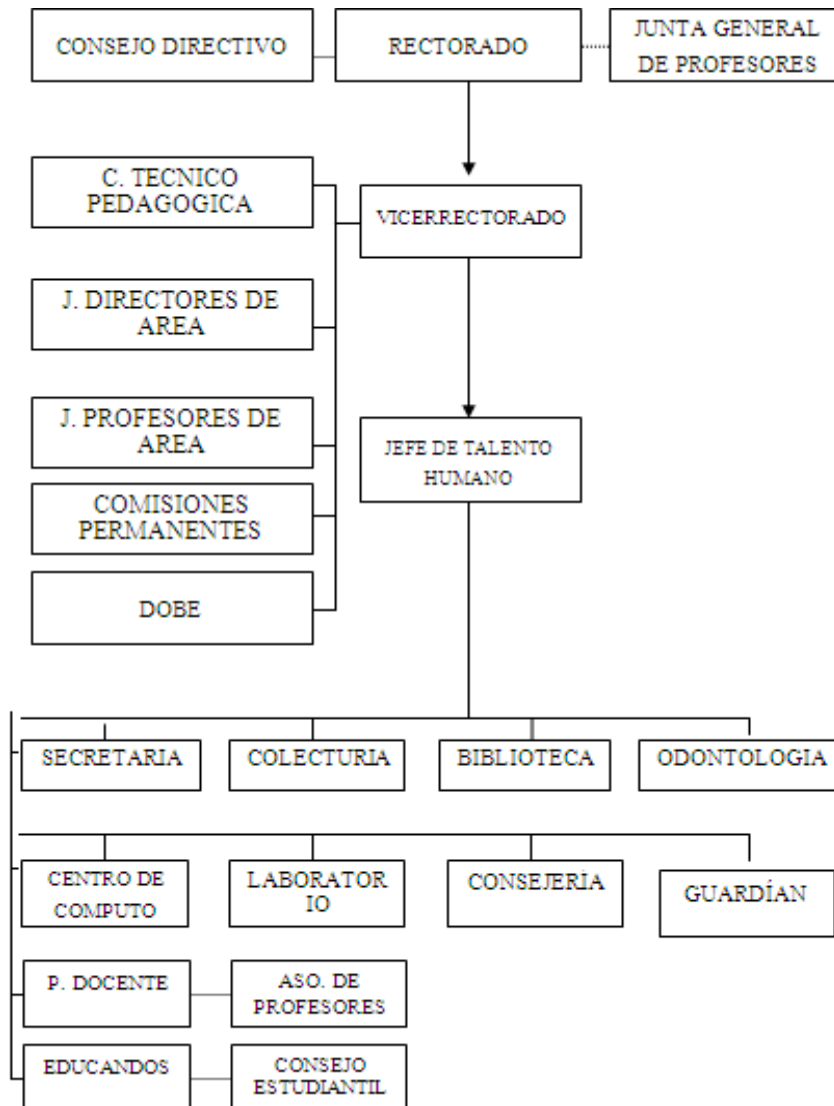 CONSEJO DIRECTIVO
RECTORADO
JUNTA GENERAL
DE PROFESORES
C. TECNICO
PEDAGOGICA
VICERRECTORADO
J. DIRECTORES DE
AREA
J. PROFESORES DE
AREA
JEFE DE TALENTO
HUMANO
COMISIONES
PERMANENTES
DOBE
SECRETARIA
COLECTURIA
BIBLIOTECA
ODONTOLOGIA
CENTRO DE
COMPUTO
LABORATOR
IO
CONSEJERÌA
GUARDÍAN
P. DOCENTE
ASO. DE
PROFESORES
EDUCANDOS
CONSEJO
ESTUDIANTIL